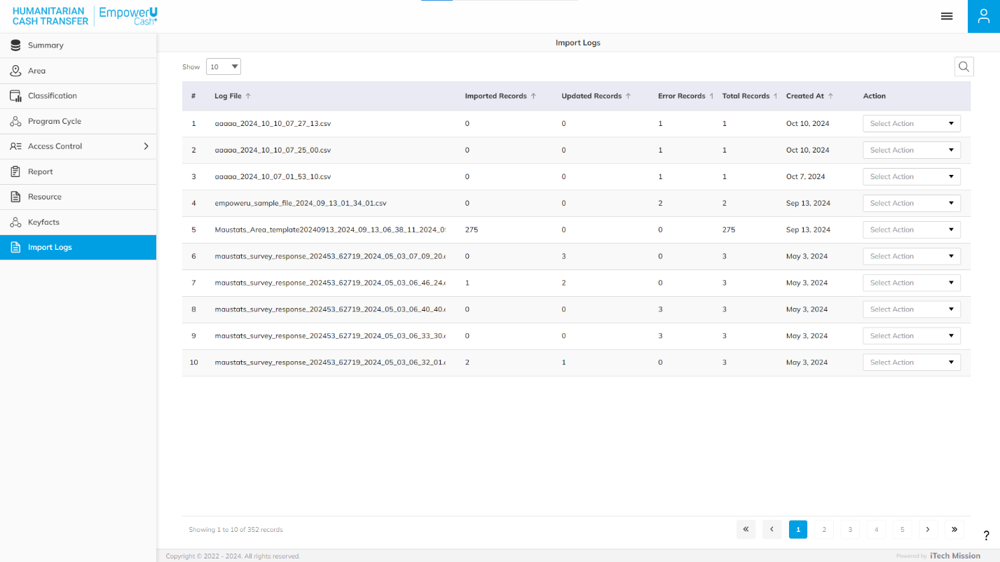 HUMANITARIAN CASH TRANSFER EmpowerU Cash+
Summary
Area
Classification
Program Cycle
Access Control
Report
Resource
Keyfacts
Import Logs
Import Logs
Show 10
# Log File Imported Records Updated Records Error Records Total Records Created At Action
1 aaaaa_2024_10_10_07_27_13.csv 0 0 1 1 Oct 10, 2024 Select Action
2 aaaaa_2024_10_10_07_25_00.csv 0 0 1 1 Oct 10, 2024 Select Action
3 aaaaa_2024_10_07_01_53_10.csv 0 0 1 1 Oct 7, 2024 Select Action
4 empoweru_sample_file_2024_09_13_01_34_01.csv 0 0 2 2 Sep 13, 2024 Select Action
5 Maustats_Area_template20240913_2024_09_13_06_38_11_2024_0 275 0 0 275 Sep 13, 2024 Select Action
6 maustats_survey_response_202453_62719_2024_05_03_07_09_20. 0 3 0 3 May 3, 2024 Select Action
7 maustats_survey_response_202453_62719_2024_05_03_06_46_24. 1 2 0 3 May 3, 2024 Select Action
8 maustats_survey_response_202453_62719_2024_05_03_06_40_40. 0 0 3 3 May 3, 2024 Select Action
9 maustats_survey_response_202453_62719_2024_05_03_06_33_30. 0 0 3 3 May 3, 2024 Select Action
10 maustats_survey_response_202453_62719_2024_05_03_06_32_01. 2 1 0 3 May 3, 2024 Select Action
Showing 1 to 10 of 352 records « ‹ 1 2 3 4 5 › »
?
Copyright © 2022 - 2024. All rights reserved. Powered by iTech Mission